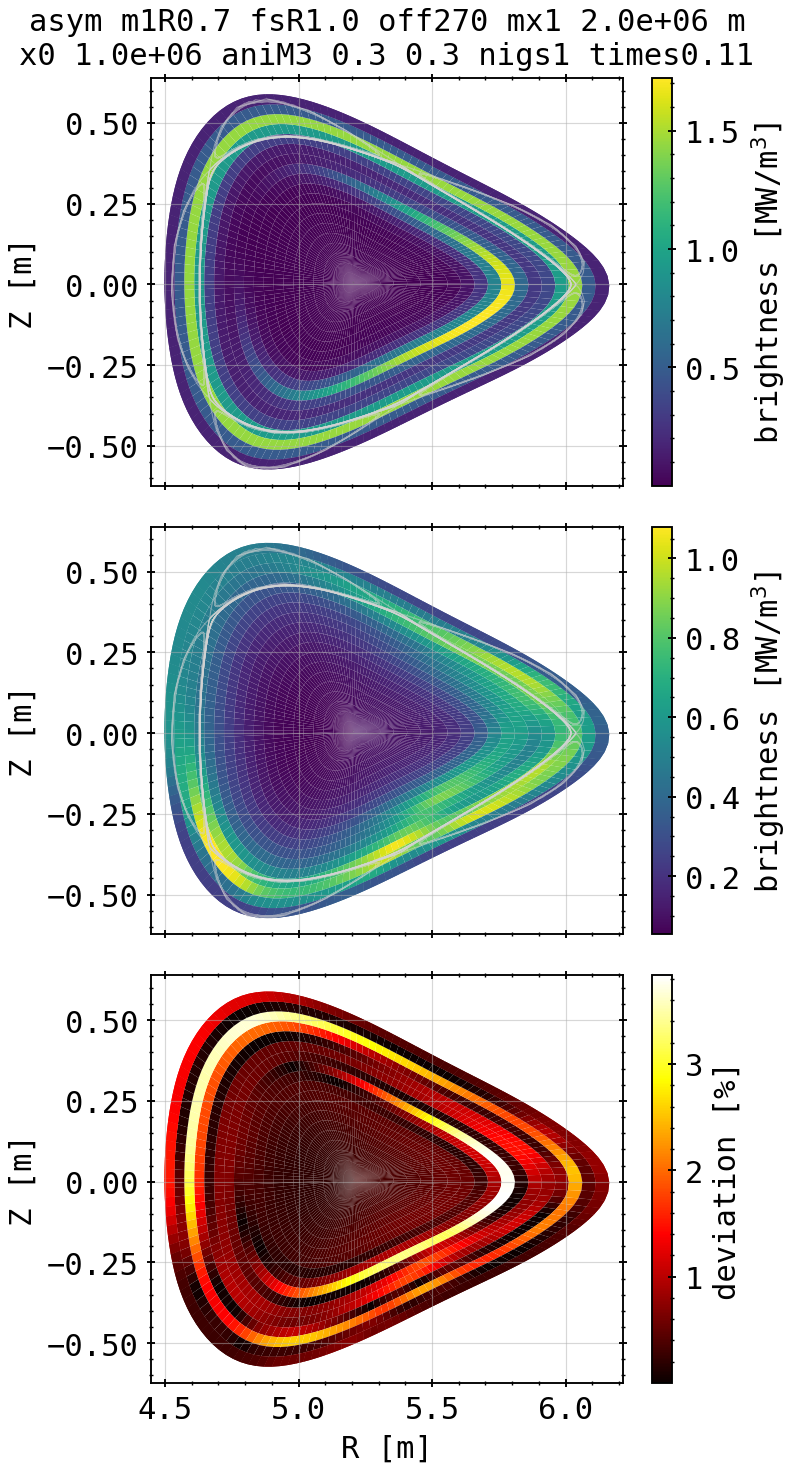 asym m1R0.7 fsR1.0 off270 mx1 2.0e+06 m
x0 1.0e+06 aniM3 0.3 0.3 nigs1 times0.11
0.50
0.25
0.00
−0.25
−0.50
Z [m]
1.5
1.0
0.5
brightness [MW/m³]
0.50
0.25
0.00
−0.25
−0.50
Z [m]
1.0
0.8
0.6
0.4
0.2
brightness [MW/m³]
0.50
0.25
0.00
−0.25
−0.50
Z [m]
3
2
1
deviation [%]
4.5 5.0 5.5 6.0
R [m]